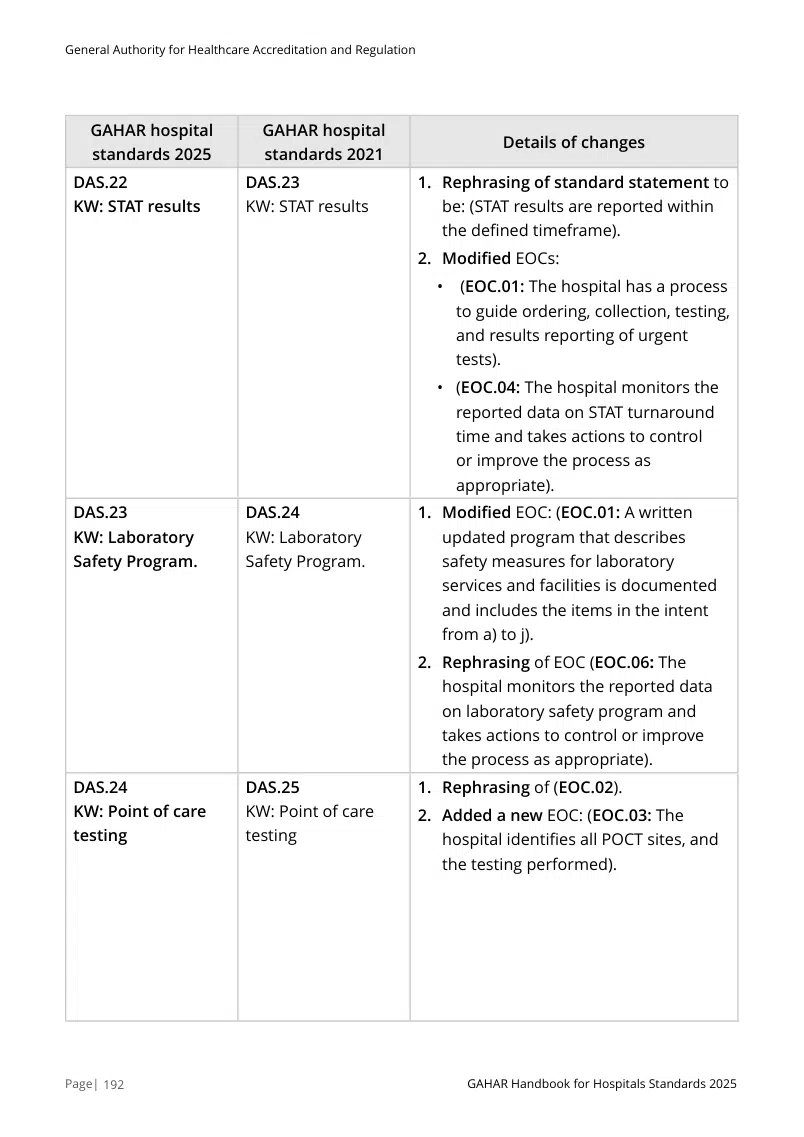 General Authority for Healthcare Accreditation and Regulation
GAHAR hospital
standards 2025
GAHAR hospital
standards 2021
Details of changes
DAS.22
KW: STAT results
DAS.23
KW: STAT results
1. Rephrasing of standard statement to
be: (STAT results are reported within
the defined timeframe).
2. Modified EOCs:
• (EOC.01: The hospital has a process
to guide ordering, collection, testing,
and results reporting of urgent
tests).
• (EOC.04: The hospital monitors the
reported data on STAT turnaround
time and takes actions to control
or improve the process as
appropriate).
DAS.23
KW: Laboratory
Safety Program.
DAS.24
KW: Laboratory
Safety Program.
1. Modified EOC: (EOC.01: A written
updated program that describes
safety measures for laboratory
services and facilities is documented
and includes the items in the intent
from a) to j).
2. Rephrasing of EOC (EOC.06: The
hospital monitors the reported data
on laboratory safety program and
takes actions to control or improve
the process as appropriate).
DAS.24
KW: Point of care
testing
DAS.25
KW: Point of care
testing
1. Rephrasing of (EOC.02).
2. Added a new EOC: (EOC.03: The
hospital identifies all POCT sites, and
the testing performed).
Page| 192
GAHAR Handbook for Hospitals Standards 2025